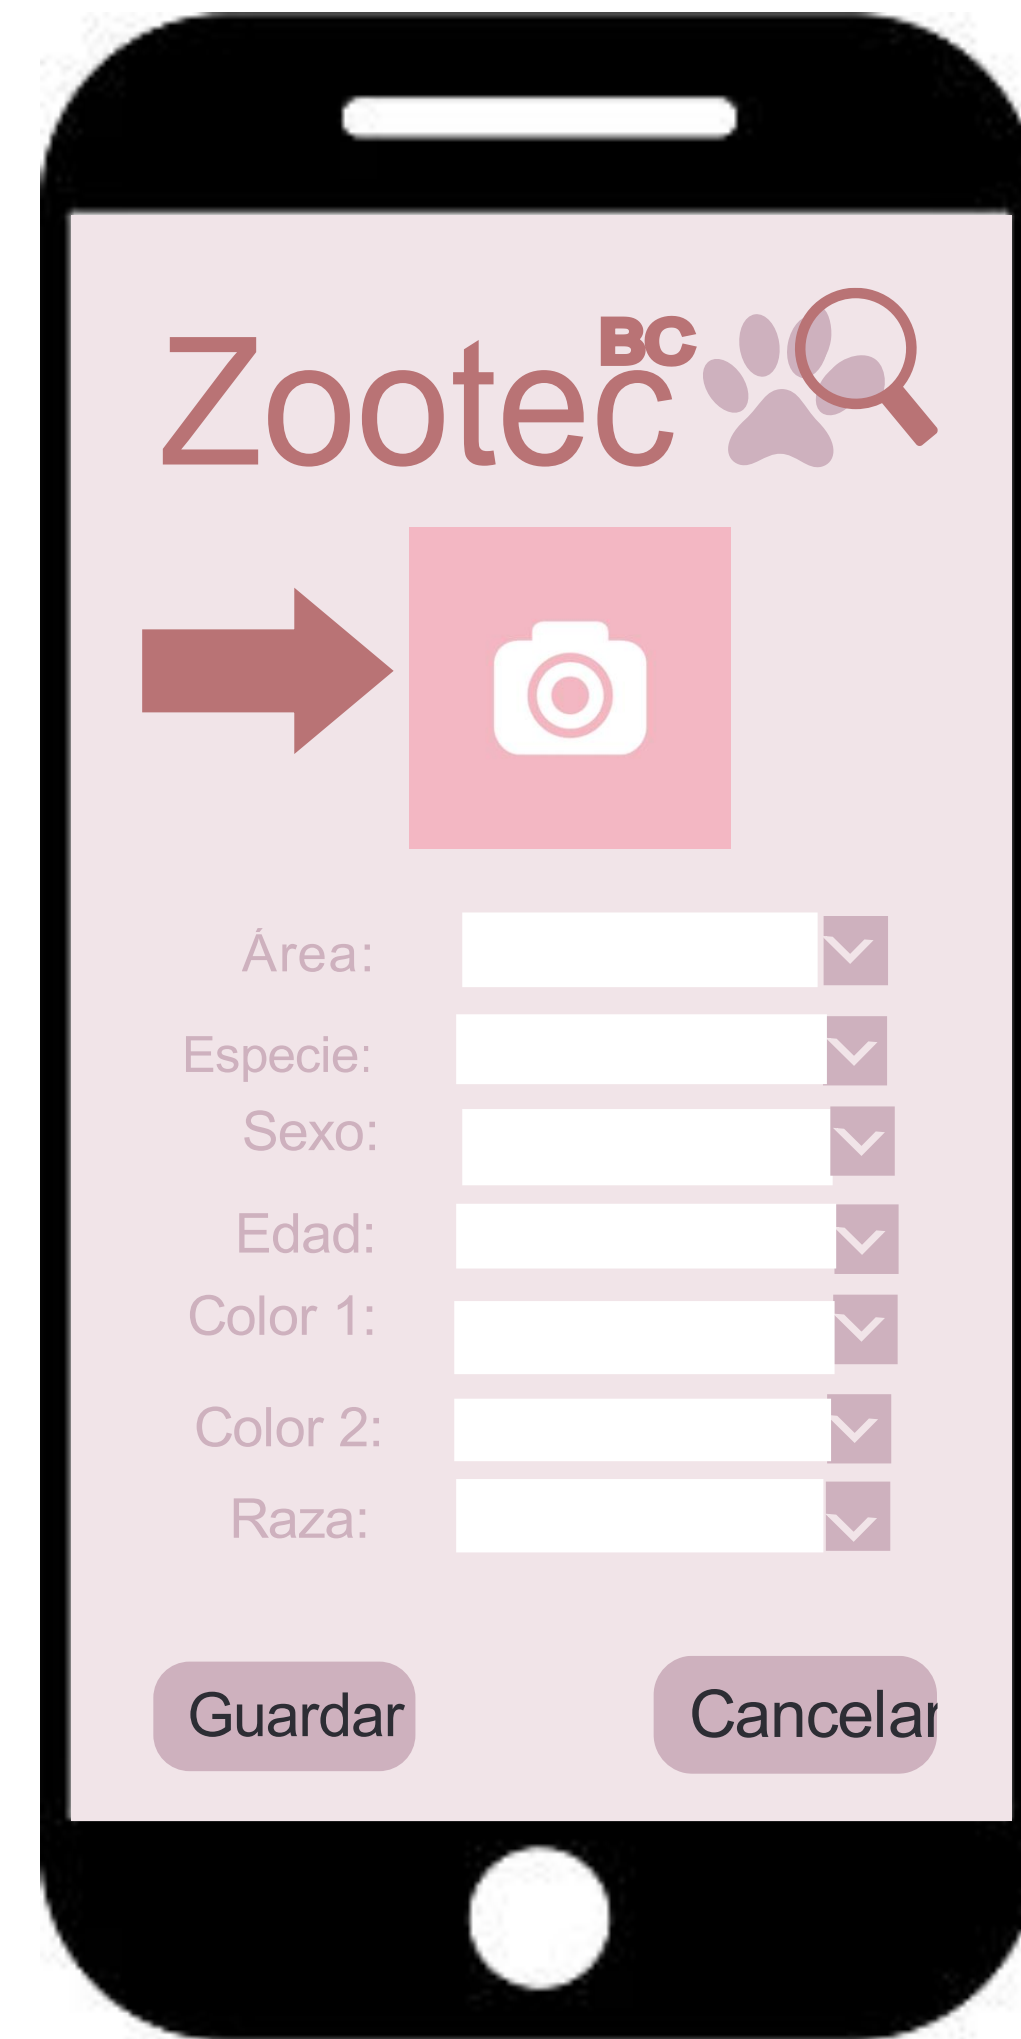 Zootec BC
Área:
Especie:
Sexo:
Edad:
Color 1:
Color 2:
Raza:
Guardar
Cancelar